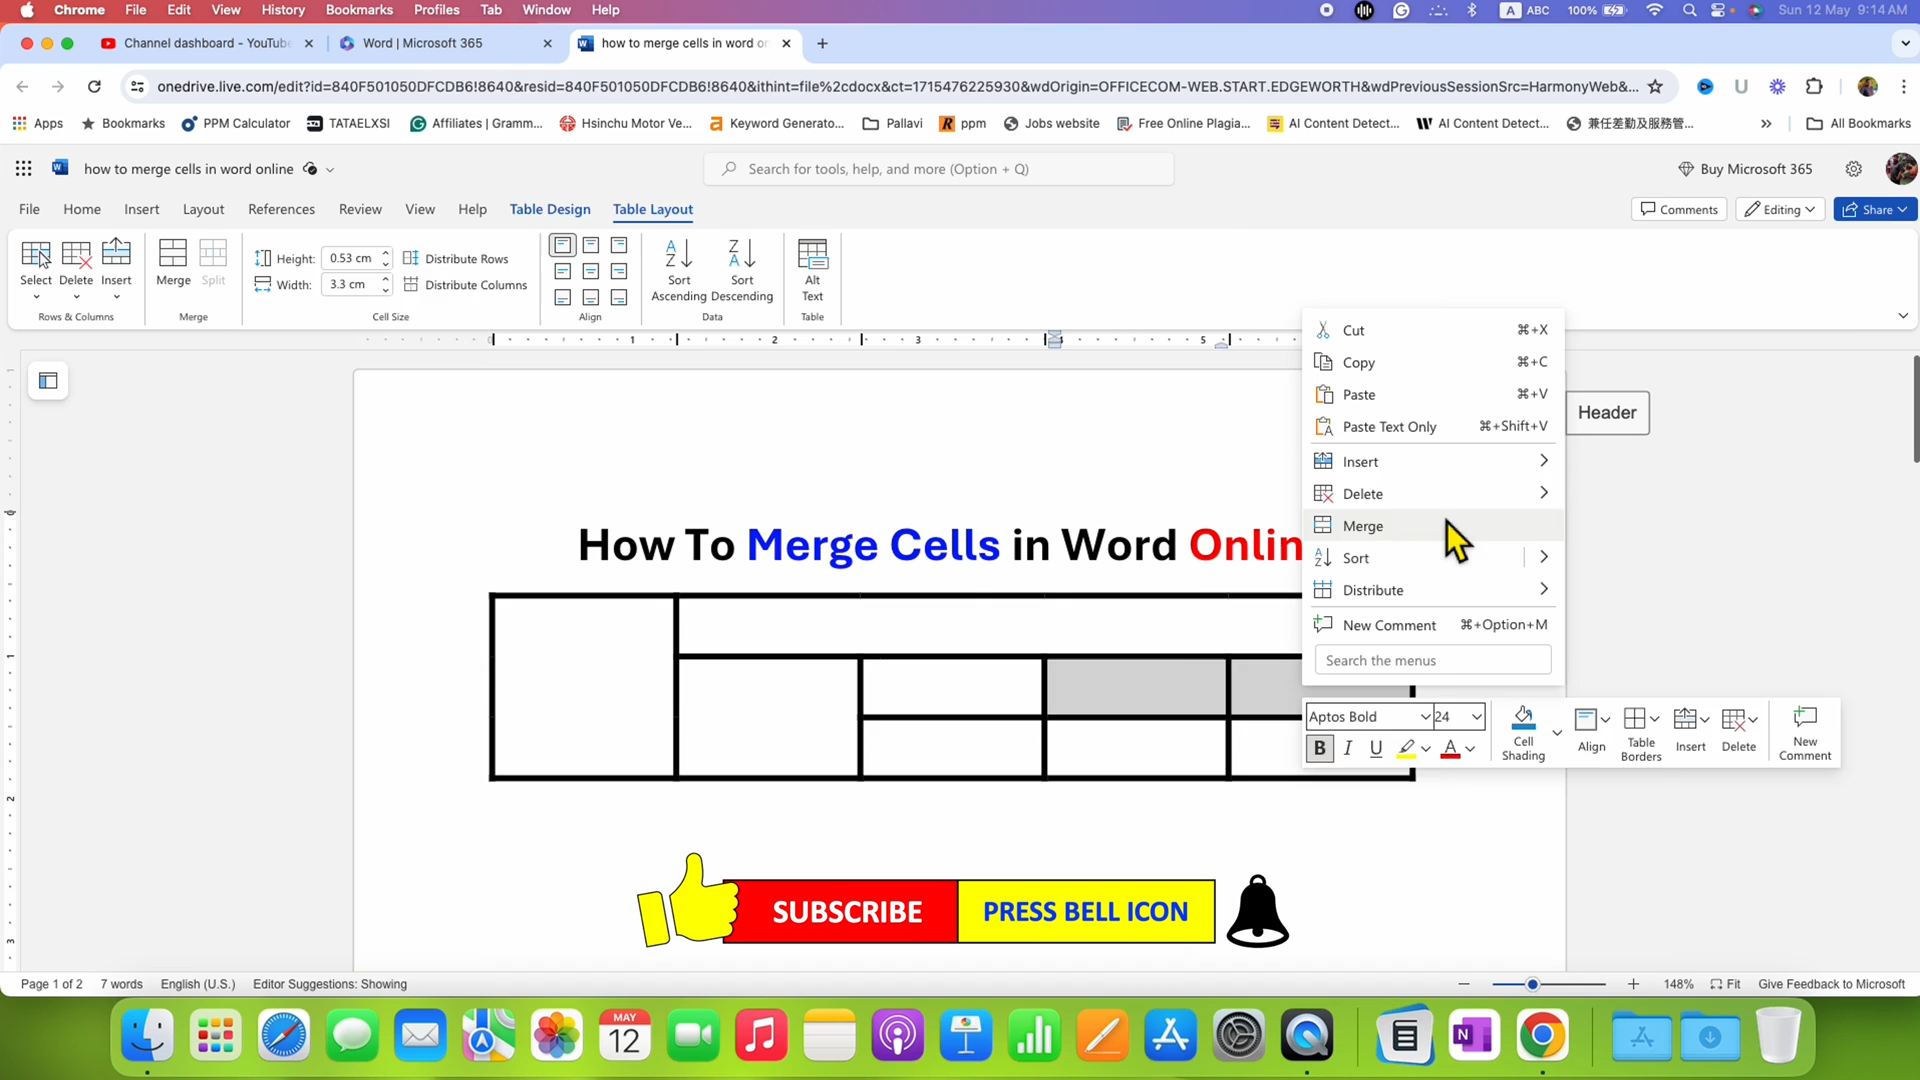 Chrome File Edit View History Bookmarks Profiles Tab Window Help A ABC 100% Sun 12 May 9:14 AM
Channel dashboard - YouTube Word | Microsoft 365 how to merge cells in word or
onedrive.live.com/edit?id=840F501050DFCDB6!8640&resid=840F501050DFCDB6!8640&ithint=file%2cdocx&ct=1715476225930&wdOrigin=OFFICECOM-WEB.START.EDGEWORTH&wdPreviousSessionSrc=HarmonyWeb&...
Apps Bookmarks PPM Calculator TATAELXSI Affiliates | Gramm... Hsinchu Motor Ve... Keyword Generato... Pallavi ppm Jobs website Free Online Plagia... AI Content Detect... AI Content Detect... 兼任差勤及服務管... » All Bookmarks
how to merge cells in word online Search for tools, help, and more (Option + Q) Buy Microsoft 365
File Home Insert Layout References Review View Help Table Design Table Layout Comments Editing Share
Height: 0.53 cm Distribute Rows
Select Delete Insert Merge Split Width: 3.3 cm Distribute Columns Sort Ascending Sort Descending Alt Text
Rows & Columns Merge Cell Size Align Data Table
1 2 3 4 5
Cut ⌘+X
Copy ⌘+C
Paste ⌘+V
Paste Text Only ⌘+Shift+V
Insert
Delete
Merge
Sort
Distribute
New Comment ⌘+Option+M
Search the menus
Header
How To Merge Cells in Word Onlin
Aptos Bold 24
B I U A
Cell Shading Align Table Borders Insert Delete New Comment
SUBSCRIBE PRESS BELL ICON
Page 1 of 2 7 words English (U.S.) Editor Suggestions: Showing 148% Fit Give Feedback to Microsoft
MAY
12